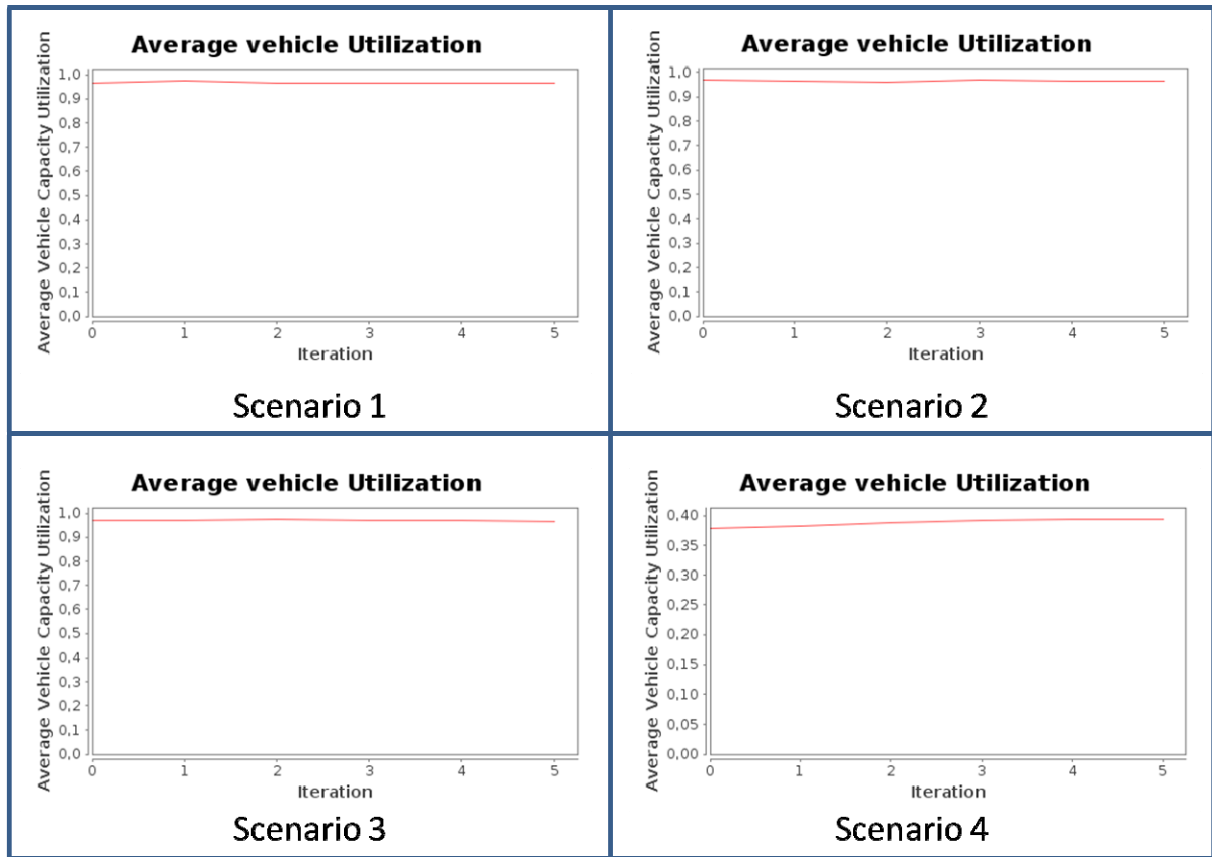 Average vehicle Utilization
Average Vehicle Capacity Utilization
1,0
0,9
0,8
0,7
0,6
0,5
0,4
0,3
0,2
0,1
0,0
0 1 2 3 4 5
Iteration
Scenario 1
Average vehicle Utilization
Average Vehicle Capacity Utilization
1,0
0,9
0,8
0,7
0,6
0,5
0,4
0,3
0,2
0,1
0,0
0 1 2 3 4 5
Iteration
Scenario 2
Average vehicle Utilization
Average Vehicle Capacity Utilization
1,0
0,9
0,8
0,7
0,6
0,5
0,4
0,3
0,2
0,1
0,0
0 1 2 3 4 5
Iteration
Scenario 3
Average vehicle Utilization
Average Vehicle Capacity Utilization
0,40
0,35
0,30
0,25
0,20
0,15
0,10
0,05
0,00
0 1 2 3 4 5
Iteration
Scenario 4